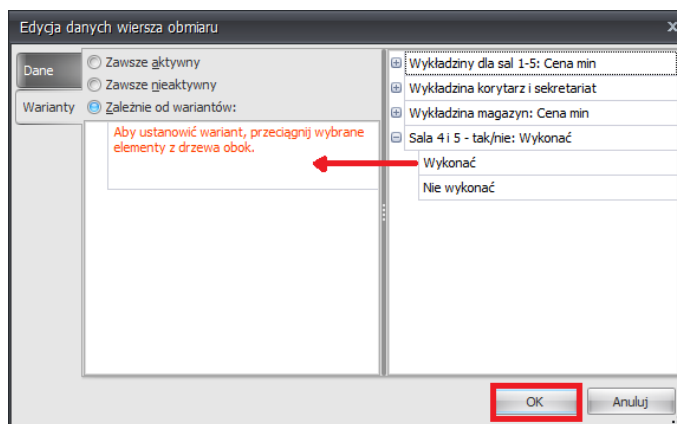 Edycja danych wiersza obmiaru
Dane
Warianty
Zawsze aktywny
Zawsze nieaktywny
Zależnie od wariantów:
Aby ustanowić wariant, przeciągnij wybrane
elementy z drzewa obok.
Wykładziny dla sal 1-5: Cena min
Wykładzina korytarz i sekretariat
Wykładzina magazyn: Cena min
Sala 4 i 5 - tak/nie: Wykonać
Wykonać
Nie wykonać
OK
Anuluj